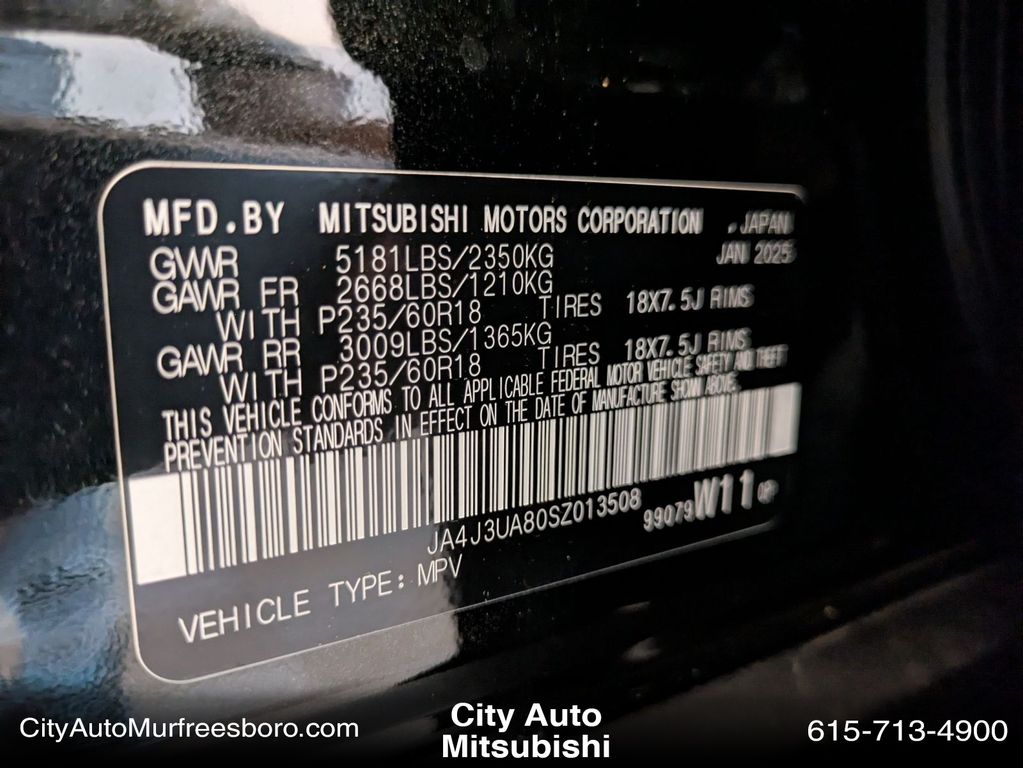 MFD.BY MITSUBISHI MOTORS CORPORATION JAPAN
GVWR 5181LBS/2350KG JAN 2025
GAWR FR 2668LBS/1210KG
WITH P235/60R18 TIRES 18X7.5J RIMS
GAWR RR 3009LBS/1365KG
WITH P235/60R18 TIRES 18X7.5J RIMS
THIS VEHICLE CONFORMS TO ALL APPLICABLE FEDERAL MOTOR VEHICLE SAFETY AND THEFT
PREVENTION STANDARDS IN EFFECT ON THE DATE OF MANUFACTURE SHOWN ABOVE.
JA4J3UA80SZ013508 99079 W11
VEHICLE TYPE: MPV
CityAutoMurfreesboro.com
City Auto
Mitsubishi
615-713-4900